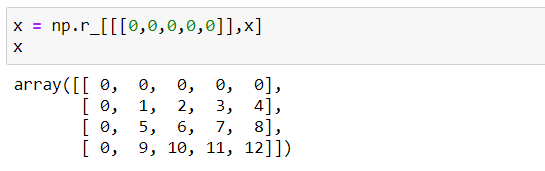 x = np.r_[[[0,0,0,0,0]],x]
x
array([[ 0,  0,  0,  0,  0],
       [ 0,  1,  2,  3,  4],
       [ 0,  5,  6,  7,  8],
       [ 0,  9, 10, 11, 12]])